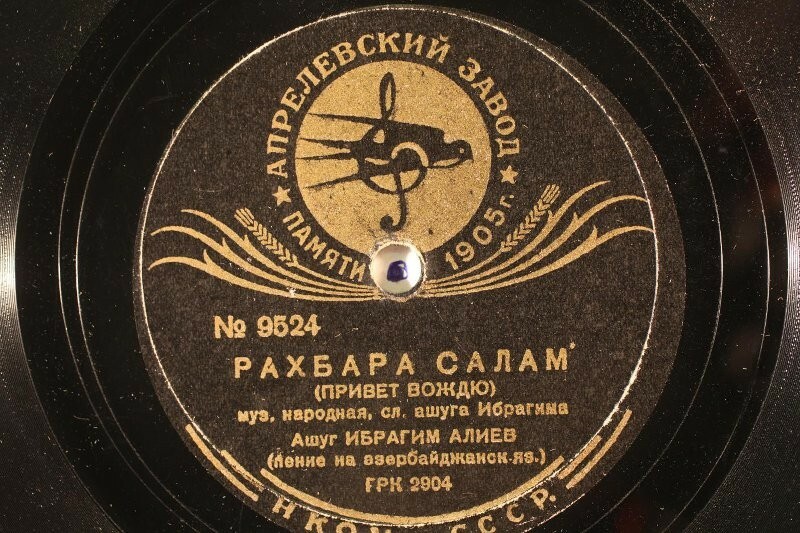 АПРЕЛЕВСКИЙ ЗАВОД
ПАМЯТИ 1905 г.
№ 9524
РАХБАРА САЛАМ
(ПРИВЕТ ВОЖДЮ)
муз. народная, сл. ашуга Ибрагима
Ашуг ИБРАГИМ АЛИЕВ
(пение на азербайджанск. яз.)
ГРК 2904
СССР.